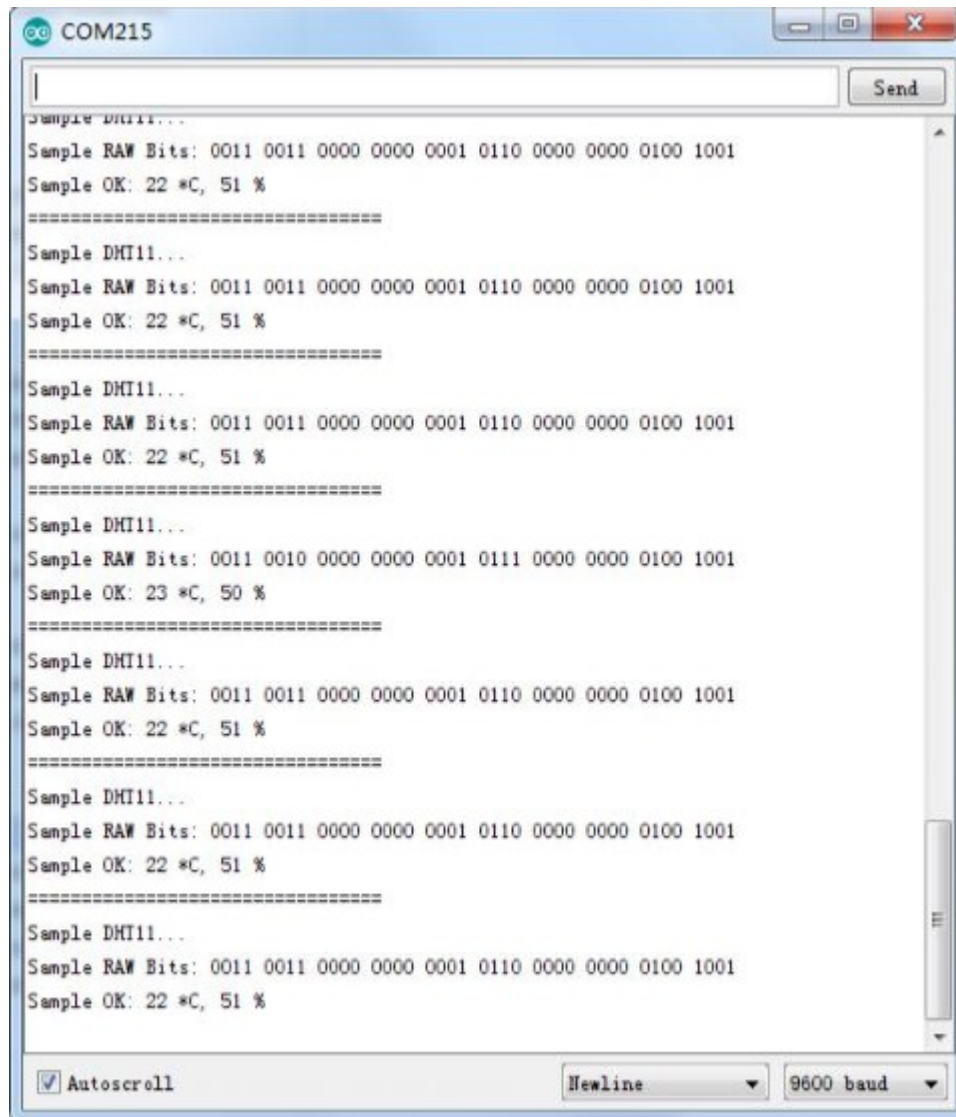 COM215
Send
Sample DHT11...
Sample RAW Bits: 0011 0011 0000 0000 0001 0110 0000 0000 0100 1001
Sample OK: 22 *C, 51 %
=================================
Sample DHT11...
Sample RAW Bits: 0011 0011 0000 0000 0001 0110 0000 0000 0100 1001
Sample OK: 22 *C, 51 %
=================================
Sample DHT11...
Sample RAW Bits: 0011 0011 0000 0000 0001 0110 0000 0000 0100 1001
Sample OK: 22 *C, 51 %
=================================
Sample DHT11...
Sample RAW Bits: 0011 0010 0000 0000 0001 0111 0000 0000 0100 1001
Sample OK: 23 *C, 50 %
=================================
Sample DHT11...
Sample RAW Bits: 0011 0011 0000 0000 0001 0110 0000 0000 0100 1001
Sample OK: 22 *C, 51 %
=================================
Sample DHT11...
Sample RAW Bits: 0011 0011 0000 0000 0001 0110 0000 0000 0100 1001
Sample OK: 22 *C, 51 %
=================================
Sample DHT11...
Sample RAW Bits: 0011 0011 0000 0000 0001 0110 0000 0000 0100 1001
Sample OK: 22 *C, 51 %
Autoscroll Newline 9600 baud